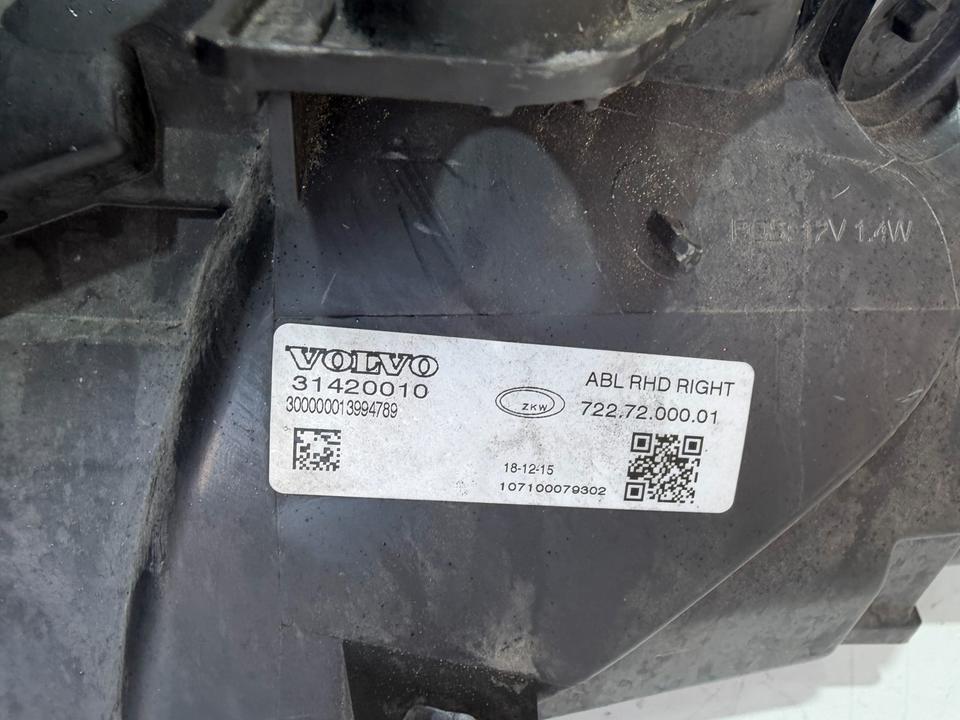 12V 1.4W
VOLVO
31420010
300000013994789
ZKW
ABL RHD RIGHT
722.72.000.01
18-12-15
107100079302